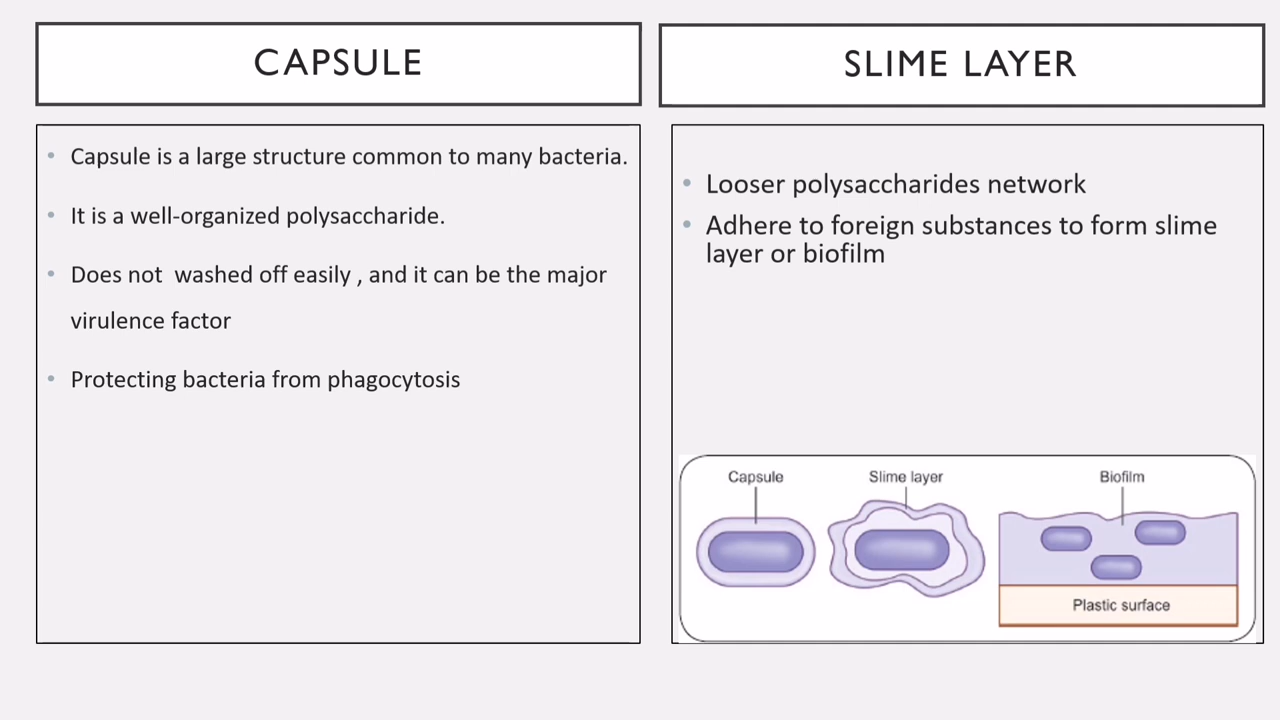 CAPSULE
• Capsule is a large structure common to many bacteria.
• It is a well-organized polysaccharide.
• Does not  washed off easily , and it can be the major
virulence factor
• Protecting bacteria from phagocytosis
SLIME LAYER
• Looser polysaccharides network
• Adhere to foreign substances to form slime
layer or biofilm
Capsule
Slime layer
Biofilm
Plastic surface